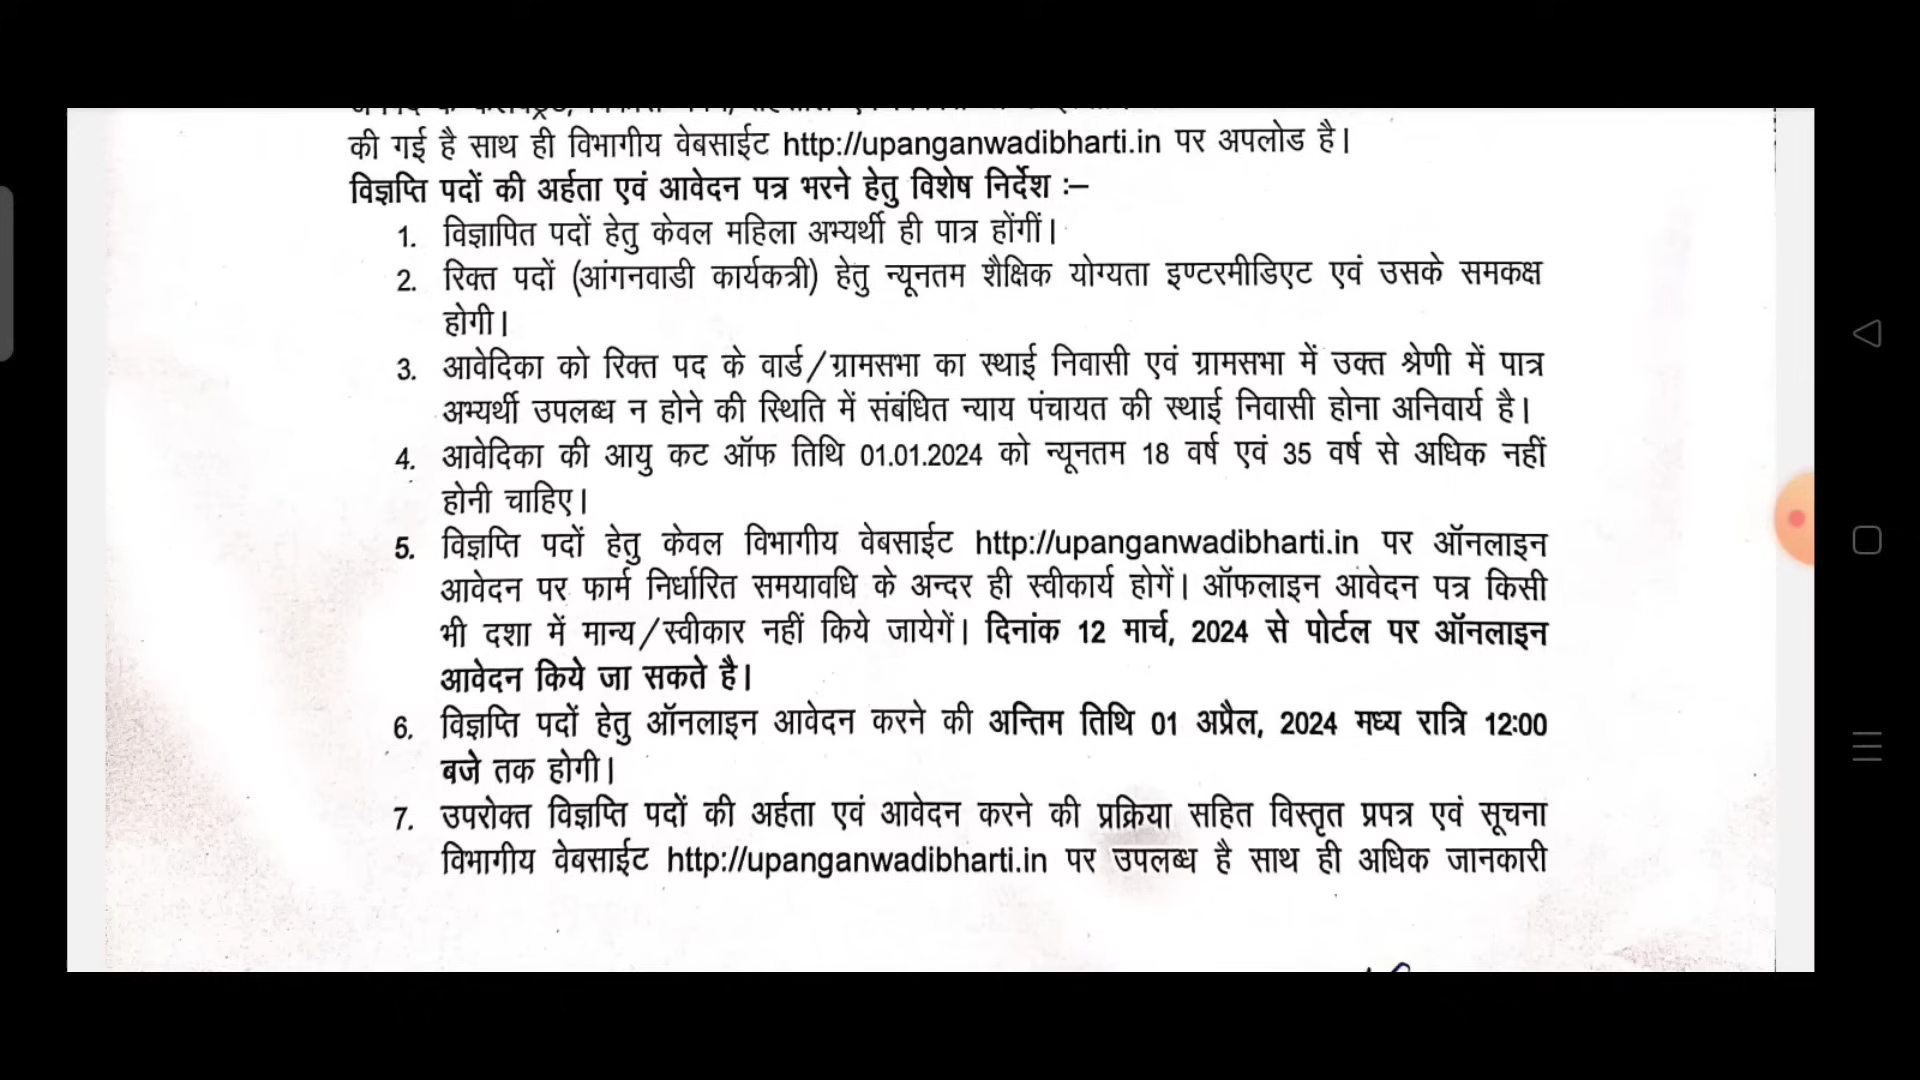 की गई है साथ ही विभागीय वेबसाईट http://upanganwadibharti.in पर अपलोड है।
विज्ञप्ति पदों की अर्हता एवं आवेदन पत्र भरने हेतु विशेष निर्देश :–
1. विज्ञापित पदों हेतु केवल महिला अभ्यर्थी ही पात्र होंगीं।
2. रिक्त पदों (आंगनवाडी कार्यकत्री) हेतु न्यूनतम शैक्षिक योग्यता इण्टरमीडिएट एवं उसके समकक्ष
होगी।
3. आवेदिका को रिक्त पद के वार्ड/ग्रामसभा का स्थाई निवासी एवं ग्रामसभा में उक्त श्रेणी में पात्र
अभ्यर्थी उपलब्ध न होने की स्थिति में संबंधित न्याय पंचायत की स्थाई निवासी होना अनिवार्य है।
4. आवेदिका की आयु कट ऑफ तिथि 01.01.2024 को न्यूनतम 18 वर्ष एवं 35 वर्ष से अधिक नहीं
होनी चाहिए।
5. विज्ञप्ति पदों हेतु केवल विभागीय वेबसाईट http://upanganwadibharti.in पर ऑनलाइन
आवेदन पर फार्म निर्धारित समयावधि के अन्दर ही स्वीकार्य होगें। ऑफलाइन आवेदन पत्र किसी
भी दशा में मान्य/स्वीकार नहीं किये जायेगें। दिनांक 12 मार्च, 2024 से पोर्टल पर ऑनलाइन
आवेदन किये जा सकते है।
6. विज्ञप्ति पदों हेतु ऑनलाइन आवेदन करने की अन्तिम तिथि 01 अप्रैल, 2024 मध्य रात्रि 12:00
बजे तक होगी।
7. उपरोक्त विज्ञप्ति पदों की अर्हता एवं आवेदन करने की प्रक्रिया सहित विस्तृत प्रपत्र एवं सूचना
विभागीय वेबसाईट http://upanganwadibharti.in पर उपलब्ध है साथ ही अधिक जानकारी